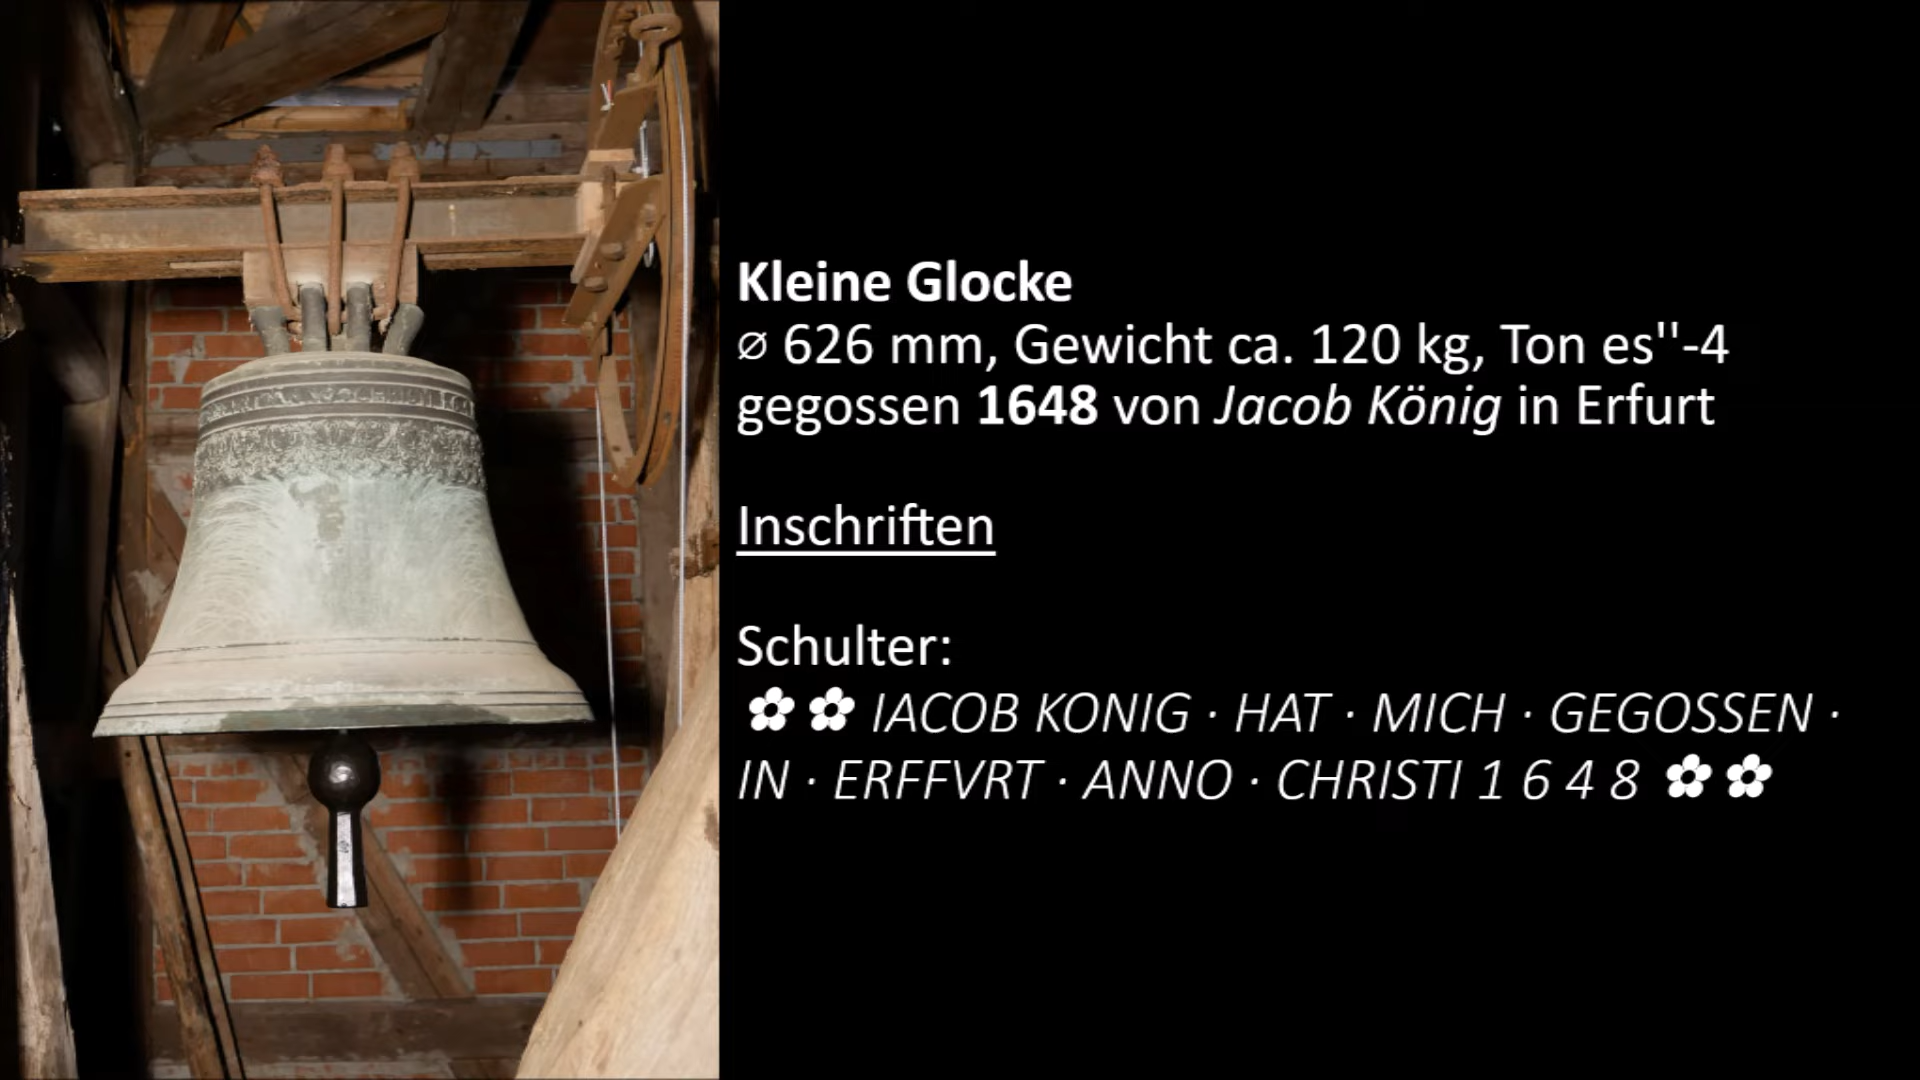 Kleine Glocke
⌀ 626 mm, Gewicht ca. 120 kg, Ton es''-4
gegossen 1648 von Jacob König in Erfurt
Inschriften
Schulter:
✿ ✿ IACOB KONIG · HAT · MICH · GEGOSSEN ·
IN · ERFFVRT · ANNO · CHRISTI 1 6 4 8 ✿ ✿